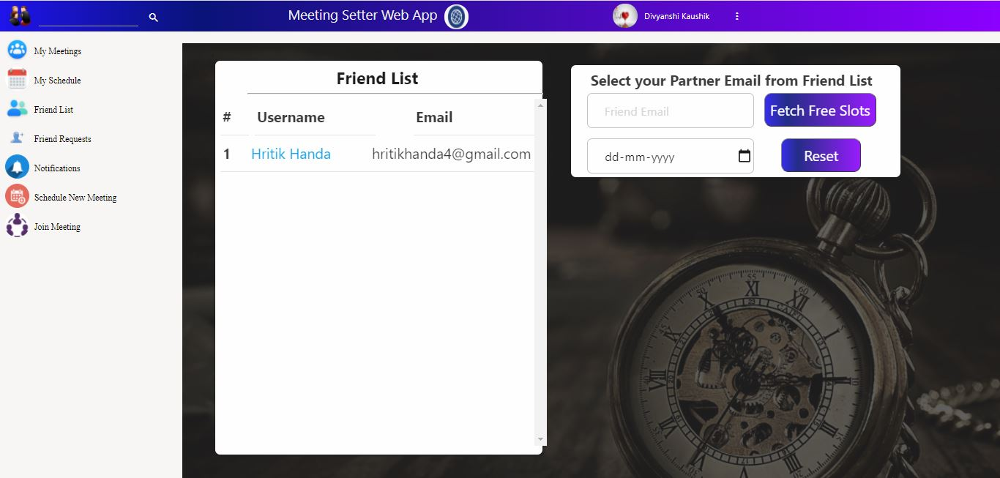 Meeting Setter Web App
Divyanshi Kaushik
My Meetings
My Schedule
Friend List
Friend Requests
Notifications
Schedule New Meeting
Join Meeting
Friend List
# Username Email
1 Hritik Handa hritikhanda4@gmail.com
Select your Partner Email from Friend List
Friend Email
Fetch Free Slots
dd-mm-yyyy
Reset